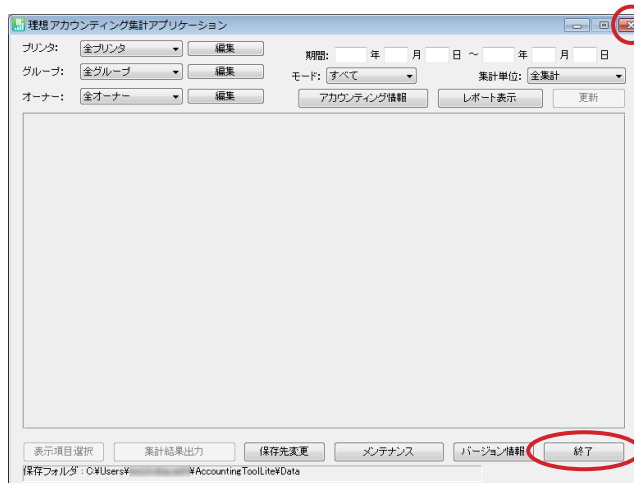 理想アカウンティング集計アプリケーション
プリンタ: 全プリンタ 編集 期間: 年 月 日 ～ 年 月 日
グループ: 全グループ 編集 モード: すべて 集計単位: 全集計
オーナー: 全オーナー 編集 アカウンティング情報 レポート表示 更新
表示項目選択 集計結果出力 保存先変更 メンテナンス バージョン情報 終了
保存フォルダ : C:¥Users¥ ¥AccountingToolLite¥Data